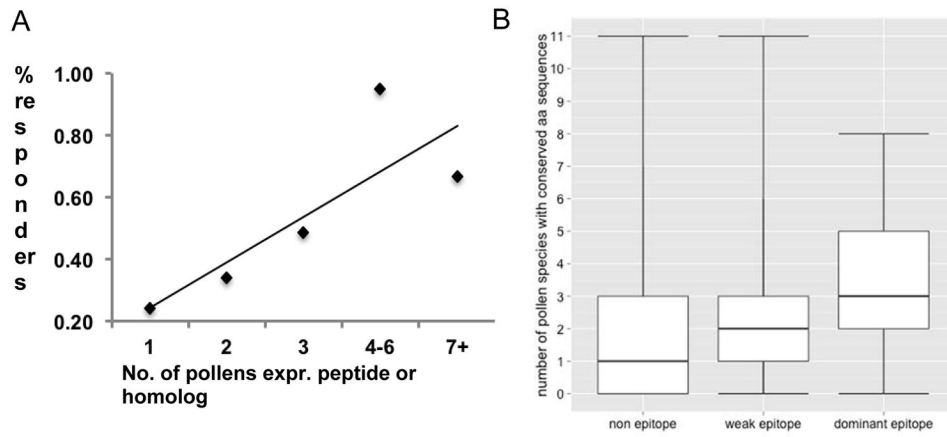 A
% responders
1.00
0.80
0.60
0.40
0.20
1 2 3 4-6 7+
No. of pollens expr. peptide or
homolog
B
number of pollen species with conserved aa sequences
11
10
9
8
7
6
5
4
3
2
1
0
non epitope weak epitope dominant epitope